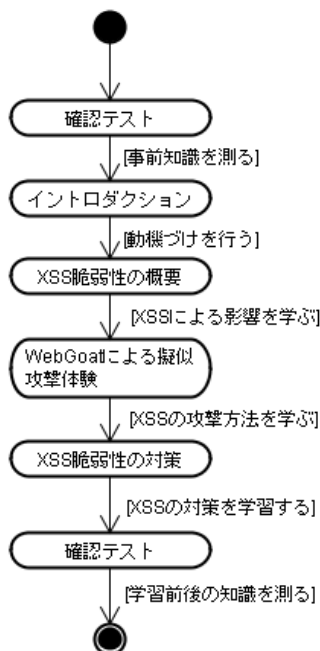 確認テスト
[事前知識を測る]
イントロダクション
[動機づけを行う]
XSS脆弱性の概要
[XSSによる影響を学ぶ]
WebGoatによる擬似
攻撃体験
[XSSの攻撃方法を学ぶ]
XSS脆弱性の対策
[XSSの対策を学習する]
確認テスト
[学習前後の知識を測る]